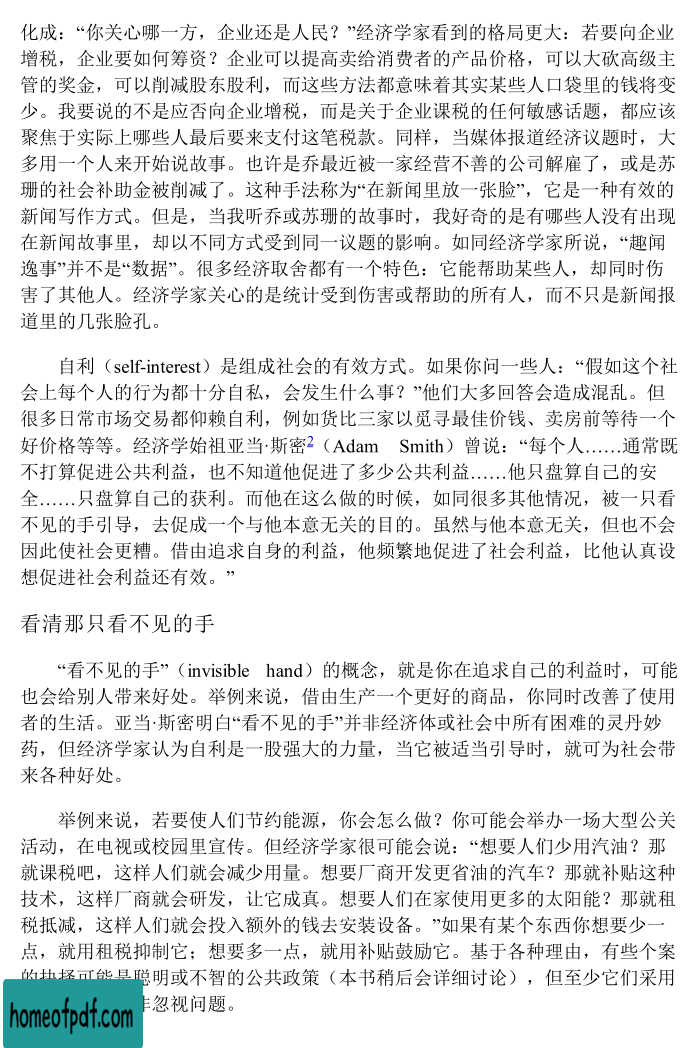 化成：“你关心哪一方，企业还是人民？”经济学家看到的格局更大：若要向企业
增税，企业要如何筹资？企业可以提高卖给消费者的产品价格，可以大砍高级主
管的奖金，可以削减股东股利，而这些方法都意味着其实某些人口袋里的钱将变
少。我要说的不是应否向企业增税，而是关于企业课税的任何敏感话题，都应该
聚焦于实际上哪些人最后要来支付这笔税款。同样，当媒体报道经济议题时，大
多用一个人来开始说故事。也许是乔最近被一家经营不善的公司解雇了，或是苏
珊的社会补助金被削减了。这种手法称为“在新闻里放一张脸”，它是一种有效的
新闻写作方式。但是，当我听乔或苏珊的故事时，我好奇的是有哪些人没有出现
在新闻故事里，却以不同方式受到同一议题的影响。如同经济学家所说，“趣闻
逸事”并不是“数据”。很多经济取舍都有一个特色：它能帮助某些人，却同时伤
害了其他人。经济学家关心的是统计受到伤害或帮助的所有人，而不只是新闻报
道里的几张脸孔。
自利（self-interest）是组成社会的有效方式。如果你问一些人：“假如这个社
会上每个人的行为都十分自私，会发生什么事？”他们大多回答会造成混乱。但
很多日常市场交易都仰赖自利，例如货比三家以觅寻最佳价钱、卖房前等待一个
好价格等等。经济学始祖亚当·斯密2（Adam Smith）曾说：“每个人……通常既
不打算促进公共利益，也不知道他促进了多少公共利益……他只盘算自己的安
全……只盘算自己的获利。而他在这么做的时候，如同很多其他情况，被一只看
不见的手引导，去促成一个与他本意无关的目的。虽然与他本意无关，但也不会
因此使社会更糟。借由追求自身的利益，他频繁地促进了社会利益，比他认真设
想促进社会利益还有效。”
看清那只看不见的手
“看不见的手”（invisible hand）的概念，就是你在追求自己的利益时，可能
也会给别人带来好处。举例来说，借由生产一个更好的商品，你同时改善了使用
者的生活。亚当·斯密明白“看不见的手”并非经济体或社会中所有困难的灵丹妙
药，但经济学家认为自利是一股强大的力量，当它被适当引导时，就可为社会带
来各种好处。
举例来说，若要使人们节约能源，你会怎么做？你可能会举办一场大型公关
活动，在电视或校园里宣传。但经济学家很可能会说：“想要人们少用汽油？那
就课税吧，这样人们就会减少用量。想要厂商开发更省油的汽车？那就补贴这种
技术，这样厂商就会研发，让它成真。想要人们在家使用更多的太阳能？那就租
税抵减，这样人们就会投入额外的钱去安装设备。”如果有某个东西你想要少一
点，就用租税抑制它；想要多一点，就用补贴鼓励它。基于各种理由，有些个案
的抉择可能是聪明或不智的公共政策（本书稍后会详细讨论），但至少它们采用
忽视问题。
homeofpdf.com